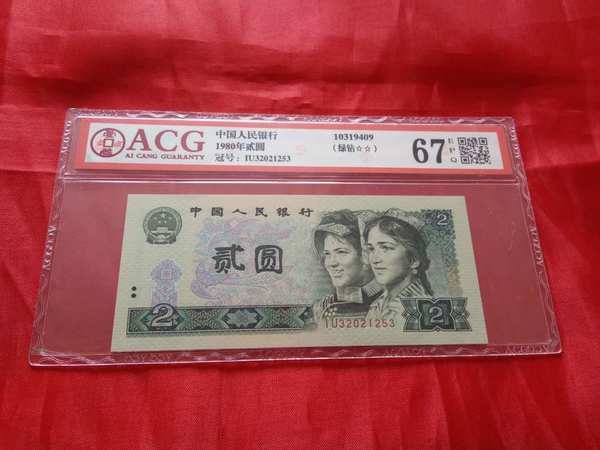 ACG
AI CANG GUARANTY
中国人民银行
1980年贰圆
冠号：IU32021253
10319409
（绿钻☆☆）
67 EPQ
中国人民银行
贰圆
2
2
IU32021253
2